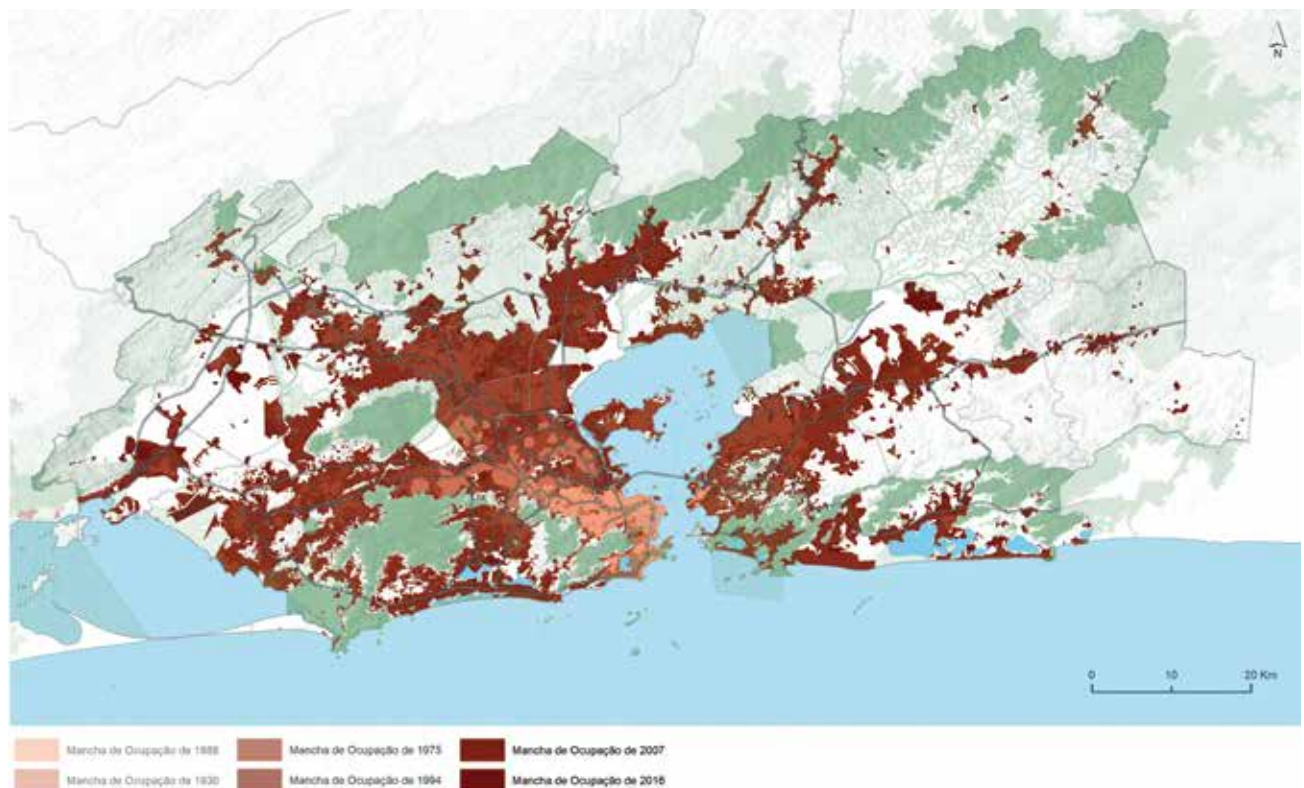 N
0 10 20 Km
Mancha de Ocupação de 1888
Mancha de Ocupação de 1930
Mancha de Ocupação de 1975
Mancha de Ocupação de 1994
Mancha de Ocupação de 2007
Mancha de Ocupação de 2016